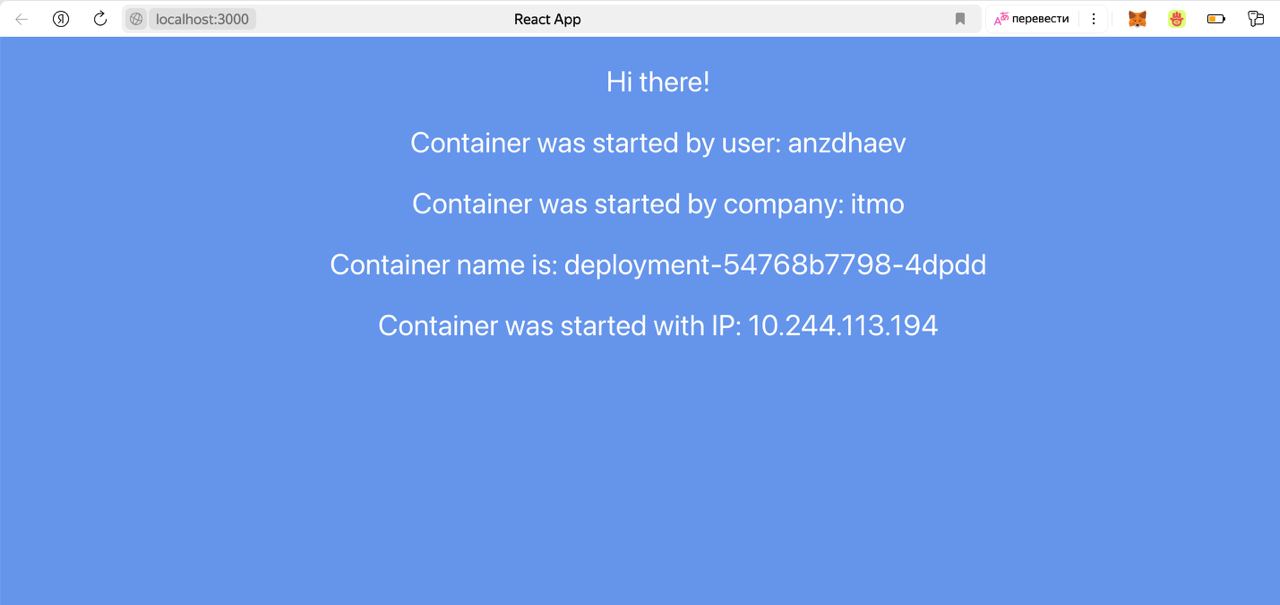 Я
localhost:3000
React App
перевести
Hi there!
Container was started by user: anzdhaev
Container was started by company: itmo
Container name is: deployment-54768b7798-4dpdd
Container was started with IP: 10.244.113.194